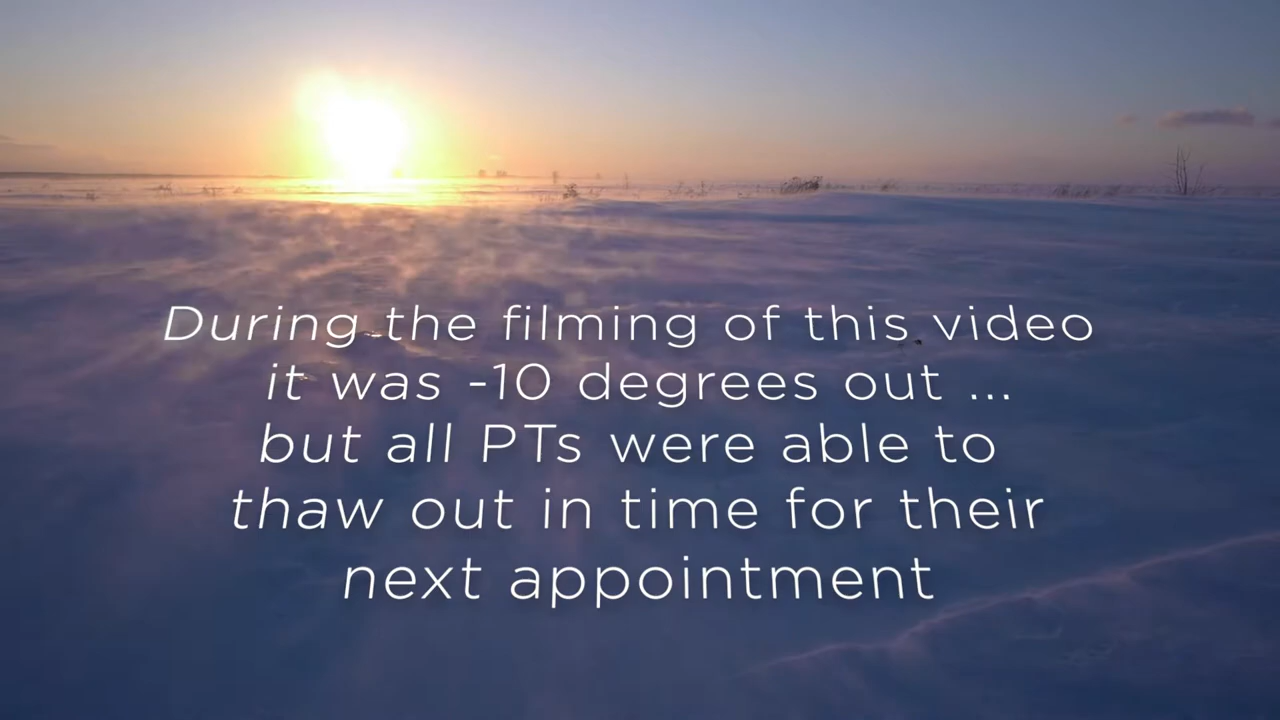 During the filming of this video
it was -10 degrees out ...
but all PTs were able to
thaw out in time for their
next appointment